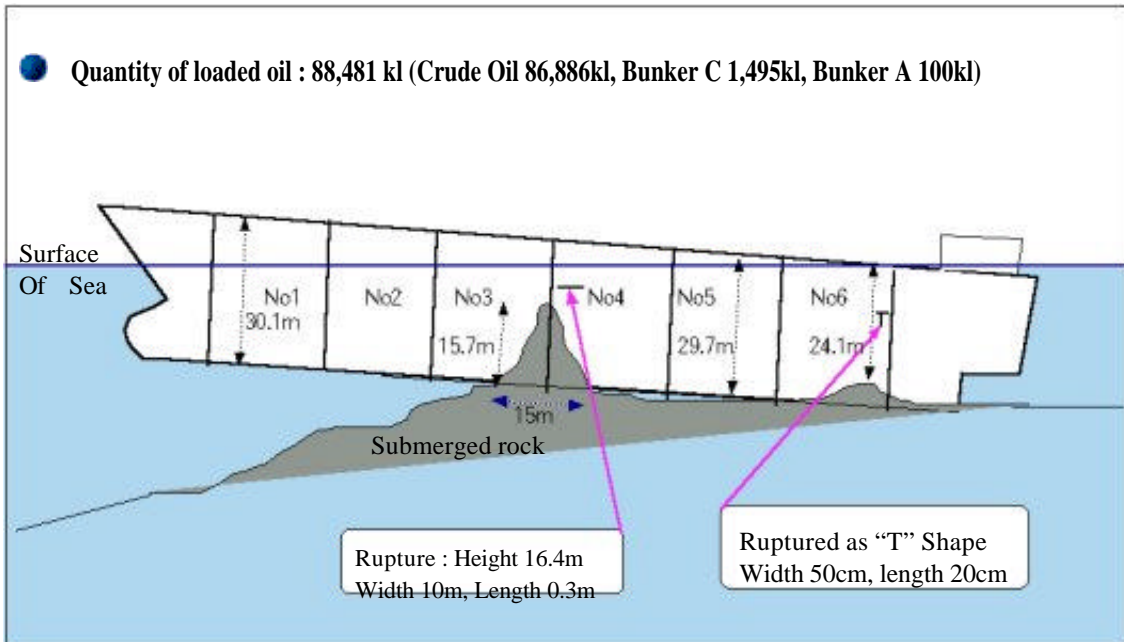 Quantity of loaded oil : 88,481 kl (Crude Oil 86,886kl, Bunker C 1,495kl, Bunker A 100kl)
Surface
Of Sea
No1
30.1m
No2
No3
15.7m
No4
No5
29.7m
No6
24.1m
T
15m
Submerged rock
Rupture : Height 16.4m
Width 10m, Length 0.3m
Ruptured as “T” Shape
Width 50cm, length 20cm